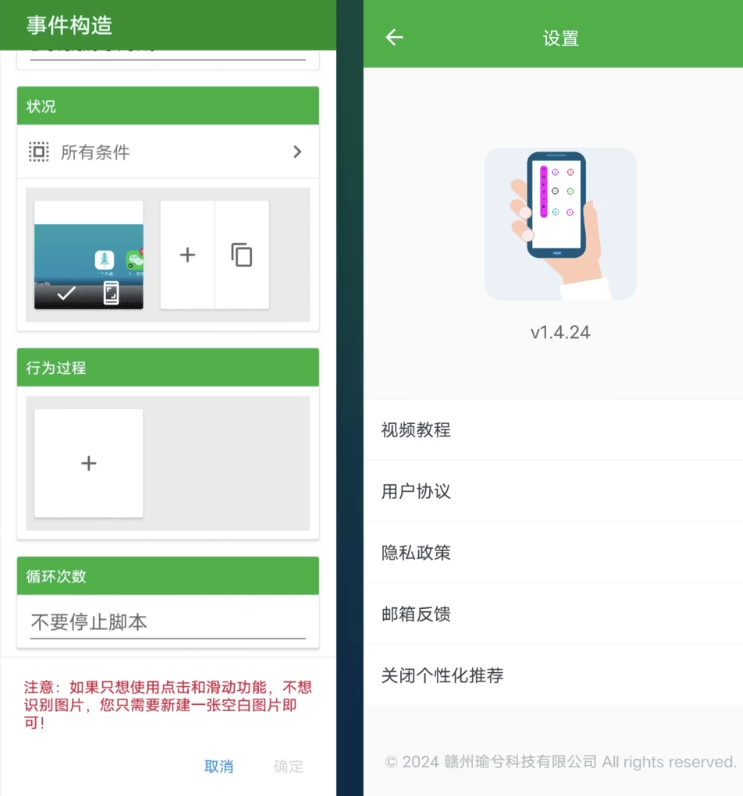 事件构造
状况
所有条件
行为过程
循环次数
不要停止脚本
注意：如果只想使用点击和滑动功能，不想
识别图片，您只需要新建一张空白图片即
可！
取消
确定
设置
v1.4.24
视频教程
用户协议
隐私政策
邮箱反馈
关闭个性化推荐
© 2024 赣州瑜兮科技有限公司 All rights reserved.